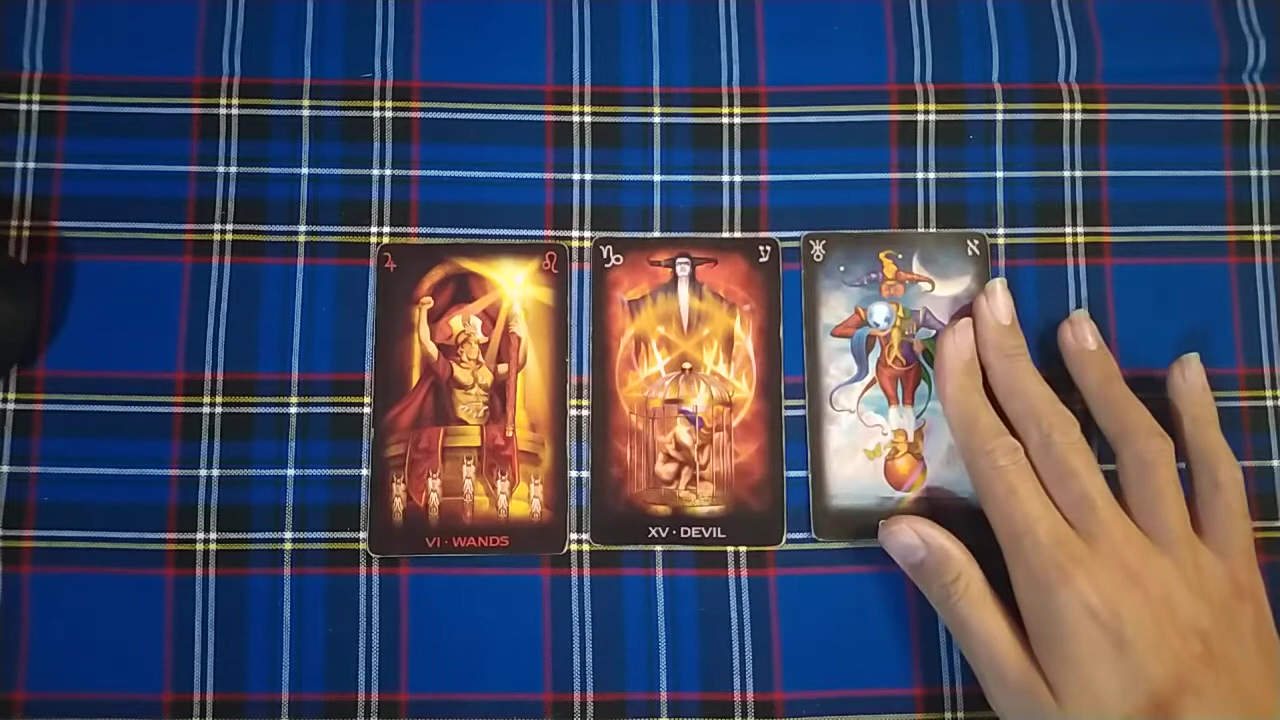 VI · WANDS
ע
XV · DEVIL
א